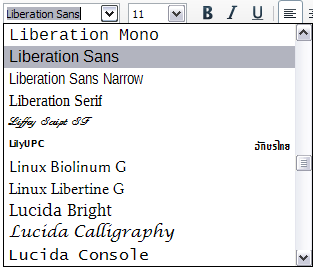 Liberation Sans 11 B I U
Liberation Mono
Liberation Sans
Liberation Sans Narrow
Liberation Serif
Liffey Script SF
LilyUPC อักษรไทย
Linux Biolinum G
Linux Libertine G
Lucida Bright
Lucida Calligraphy
Lucida Console